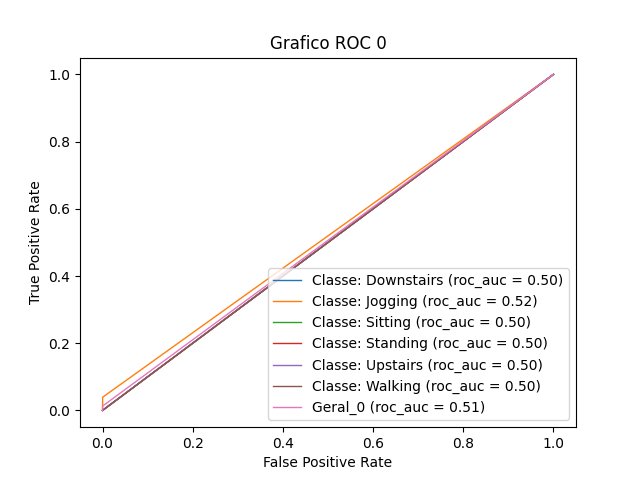 Grafico ROC 0
True Positive Rate
1.0
0.8
0.6
0.4
0.2
0.0
Classe: Downstairs (roc_auc = 0.50)
Classe: Jogging (roc_auc = 0.52)
Classe: Sitting (roc_auc = 0.50)
Classe: Standing (roc_auc = 0.50)
Classe: Upstairs (roc_auc = 0.50)
Classe: Walking (roc_auc = 0.50)
Geral_0 (roc_auc = 0.51)
0.0 0.2 0.4 0.6 0.8 1.0
False Positive Rate